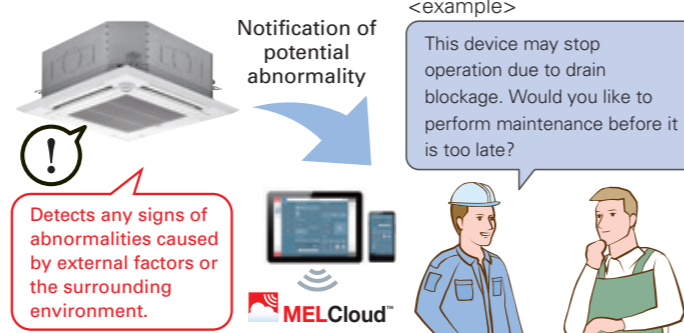 Notification of
potential
abnormality
<example>
This device may stop
operation due to drain
blockage. Would you like to
perform maintenance before it
is too late?
!
Detects any signs of
abnormalities caused
by external factors or
the surrounding
environment.
MELCloud™